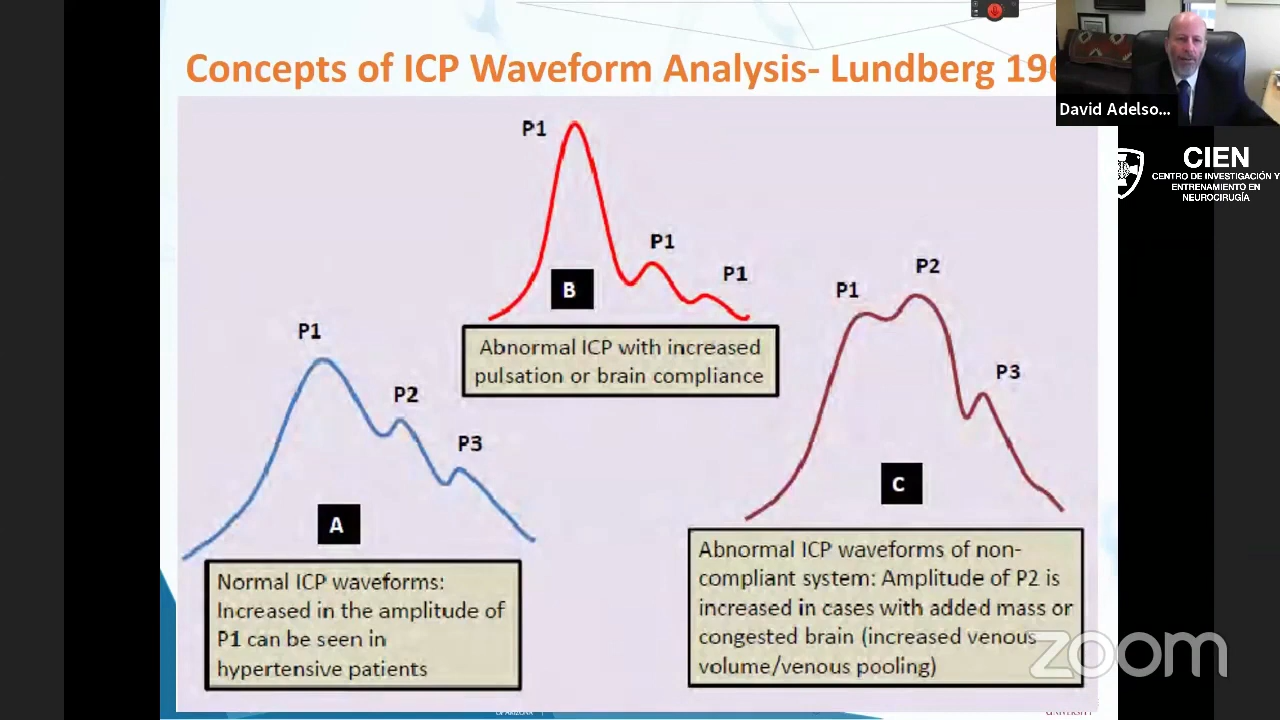 Concepts of ICP Waveform Analysis- Lundberg 196
David Adelso...
CIEN
CENTRO DE INVESTIGACIÓN Y
ENTRENAMIENTO EN
NEUROCIRUGÍA
P1
P1
P1
B
Abnormal ICP with increased
pulsation or brain compliance
P1
P2
P3
A
Normal ICP waveforms:
Increased in the amplitude of
P1 can be seen in
hypertensive patients
P1
P2
P3
C
Abnormal ICP waveforms of non-
compliant system: Amplitude of P2 is
increased in cases with added mass or
congested brain (increased venous
volume/venous pooling)
zoom
OF ARIZONA
UNIVERSITY